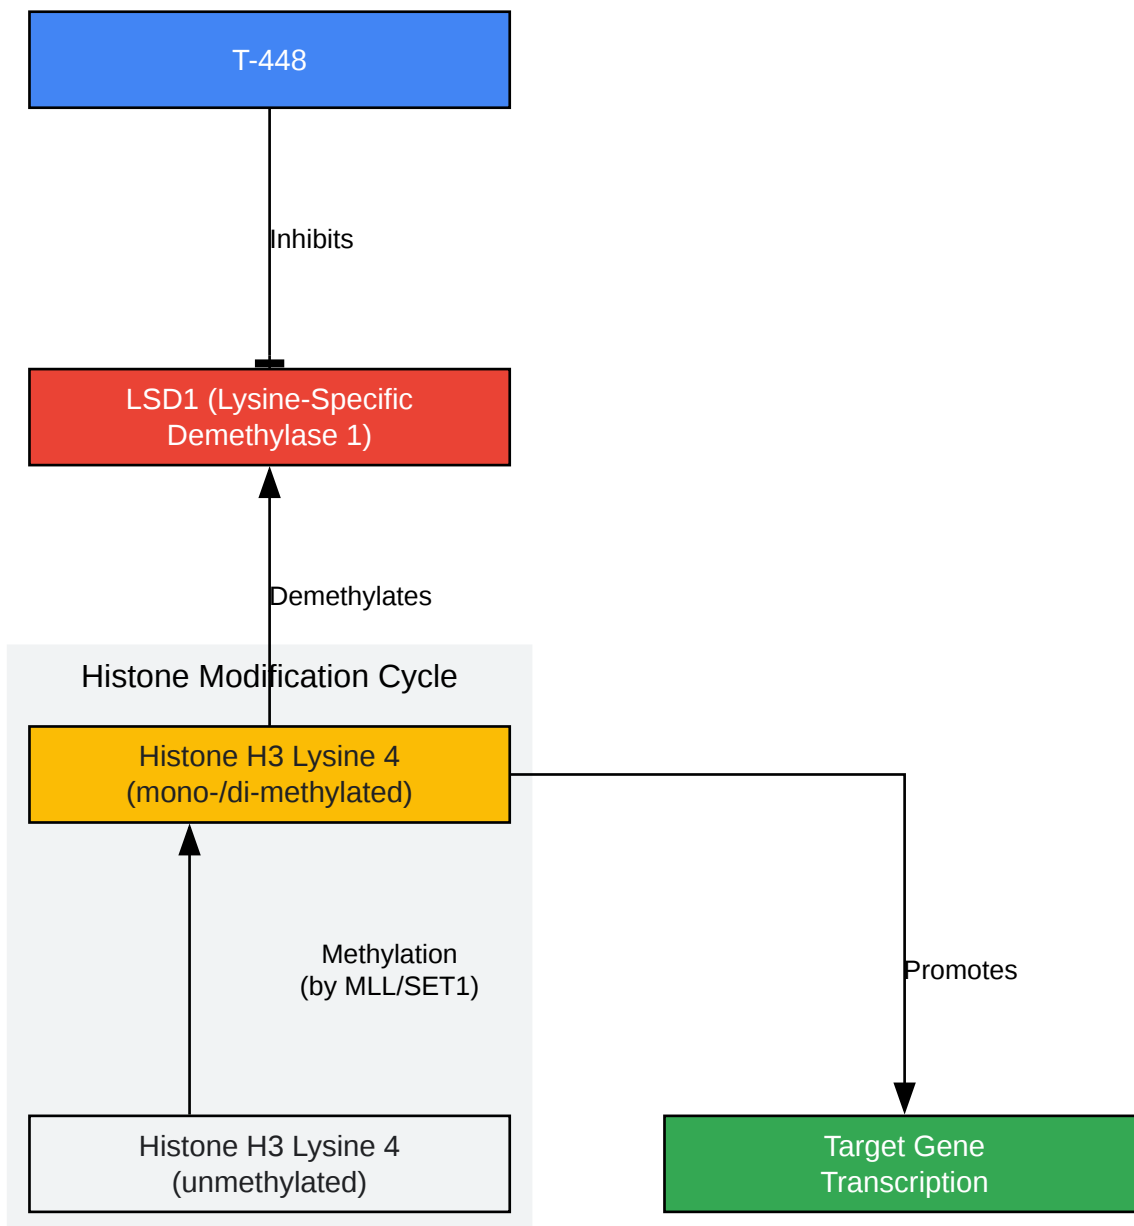 T-448
Inhibits
LSD1 (Lysine-Specific
Demethylase 1)
Demethylates
Histone Modification Cycle
Histone H3 Lysine 4
(mono-/di-methylated)
Methylation
(by MLL/SET1)
Promotes
Histone H3 Lysine 4
(unmethylated)
Target Gene
Transcription